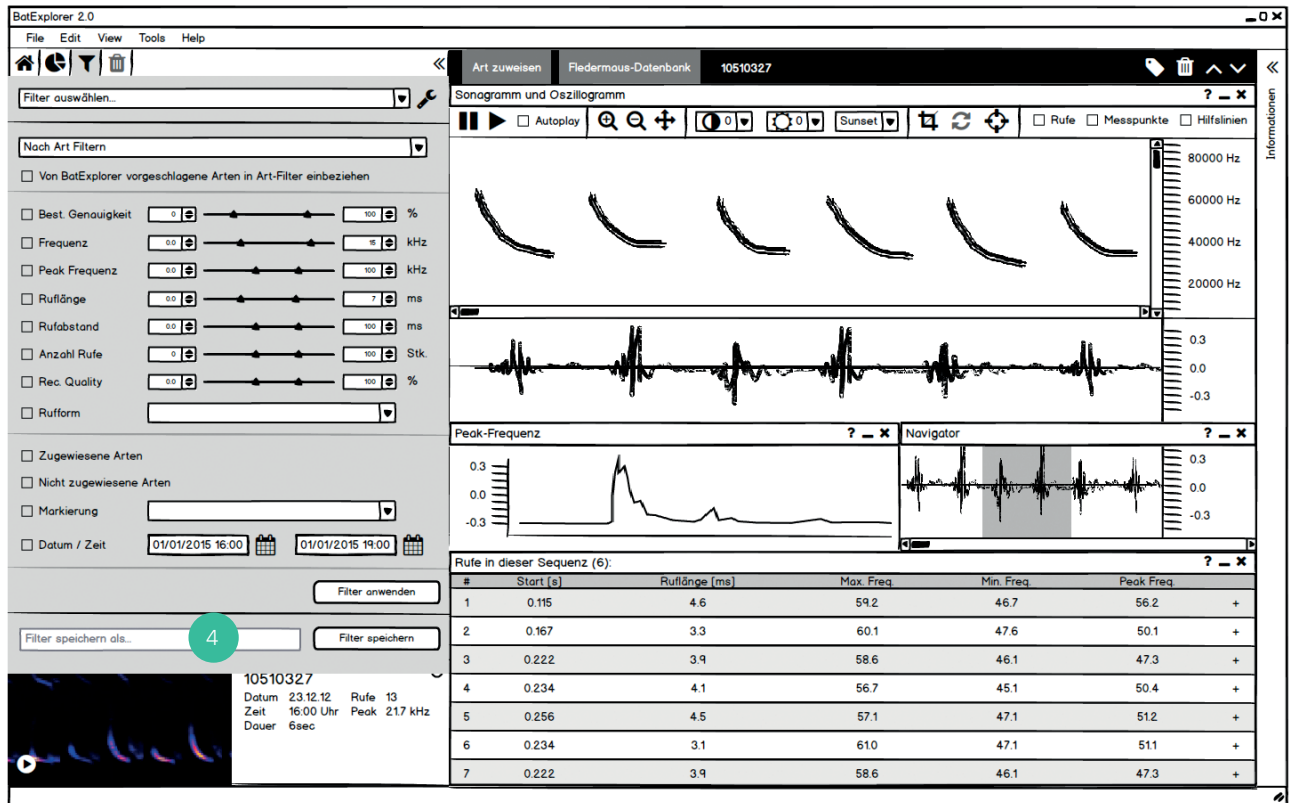 BatExplorer 2.0
File Edit View Tools Help
Art zuweisen Fledermaus-Datenbank 10510327
Filter auswählen...
Nach Art Filtern
Von BatExplorer vorgeschlagene Arten in Art-Filter einbeziehen
Best. Genauigkeit 0 100 %
Frequenz 0.0 15 kHz
Peak Frequenz 0.0 100 kHz
Ruflänge 0.0 7 ms
Rufabstand 0.0 100 ms
Anzahl Rufe 0 100 Stk.
Rec. Quality 0.0 100 %
Rufform
Zugewiesene Arten
Nicht zugewiesene Arten
Markierung
Datum / Zeit 01/01/2015 16:00 01/01/2015 19:00
Filter anwenden
Filter speichern als... 4 Filter speichern
10510327
Datum 23.12.12 Rufe 13
Zeit 16:00 Uhr Peak 21.7 kHz
Dauer 6sec
Sonagramm und Oszillogramm ?
Autoplay 0 0 Sunset Rufe Messpunkte Hilfslinien
80000 Hz
60000 Hz
40000 Hz
20000 Hz
0.3
0.0
-0.3
Peak-Frequenz ?
0.3
0.0
-0.3
Navigator ?
0.3
0.0
-0.3
Rufe in dieser Sequenz (6): ?
# Start [s] Ruflänge [ms] Max. Freq. Min. Freq. Peak Freq.
1 0.115 4.6 59.2 46.7 56.2 +
2 0.167 3.3 60.1 47.6 50.1 +
3 0.222 3.9 58.6 46.1 47.3 +
4 0.234 4.1 56.7 45.1 50.4 +
5 0.256 4.5 57.1 47.1 51.2 +
6 0.234 3.1 61.0 47.1 51.1 +
7 0.222 3.9 58.6 46.1 47.3 +
Informationen